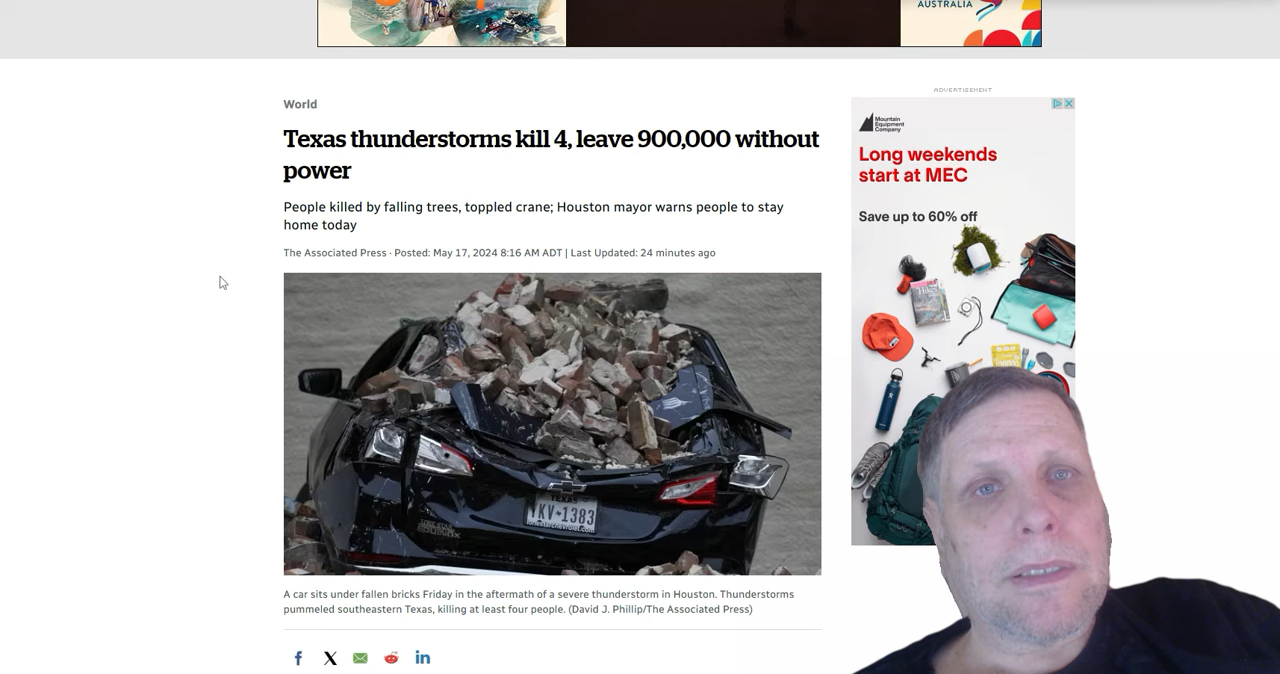 AUSTRALIA
ADVERTISEMENT
World
Texas thunderstorms kill 4, leave 900,000 without
power
People killed by falling trees, toppled crane; Houston mayor warns people to stay
home today
The Associated Press · Posted: May 17, 2024 8:16 AM ADT | Last Updated: 24 minutes ago
Mountain
Equipment
Company
Long weekends
start at MEC
Save up to 60% off
TEXAS
VKV·1383
EQUINOX
A car sits under fallen bricks Friday in the aftermath of a severe thunderstorm in Houston. Thunderstorms
pummeled southeastern Texas, killing at least four people. (David J. Phillip/The Associated Press)